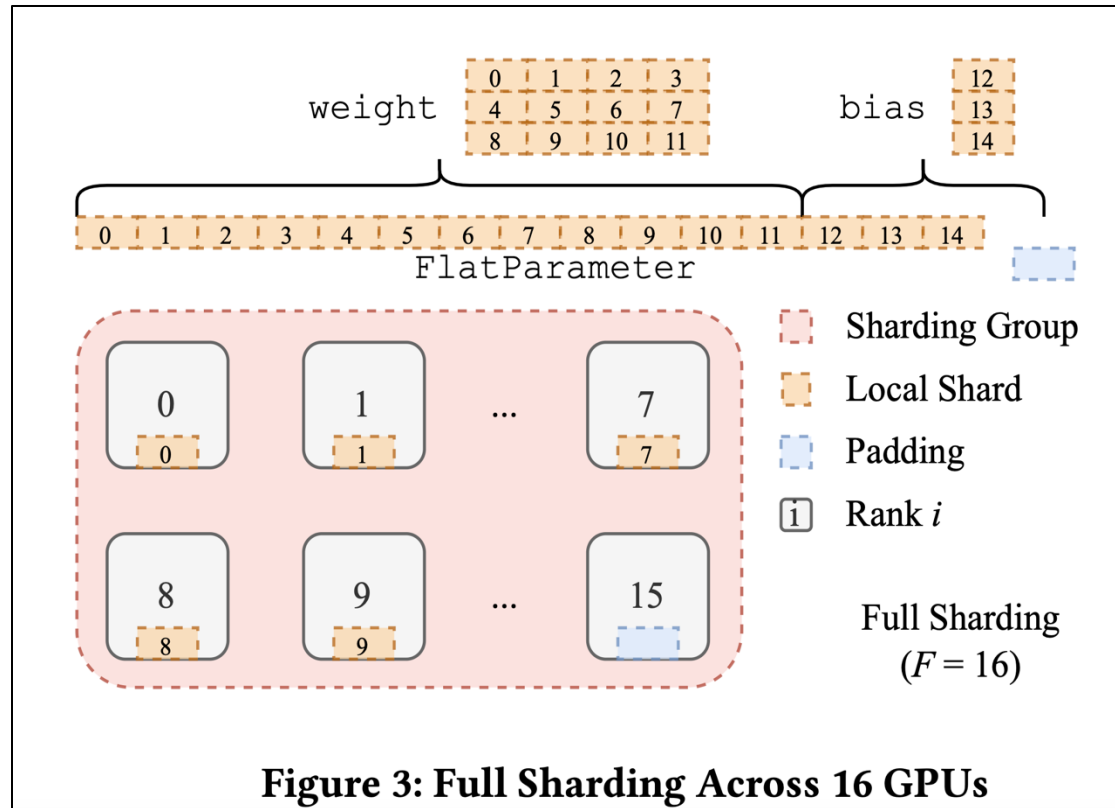 0 1 2 3
weight 4 5 6 7
8 9 10 11
12
bias 13
14
0 1 2 3 4 5 6 7 8 9 10 11 12 13 14
FlatParameter
0 1 ... 7
0 1 7
8 9 ... 15
8 9
Sharding Group
Local Shard
Padding
i Rank i
Full Sharding
(F = 16)
Figure 3: Full Sharding Across 16 GPUs